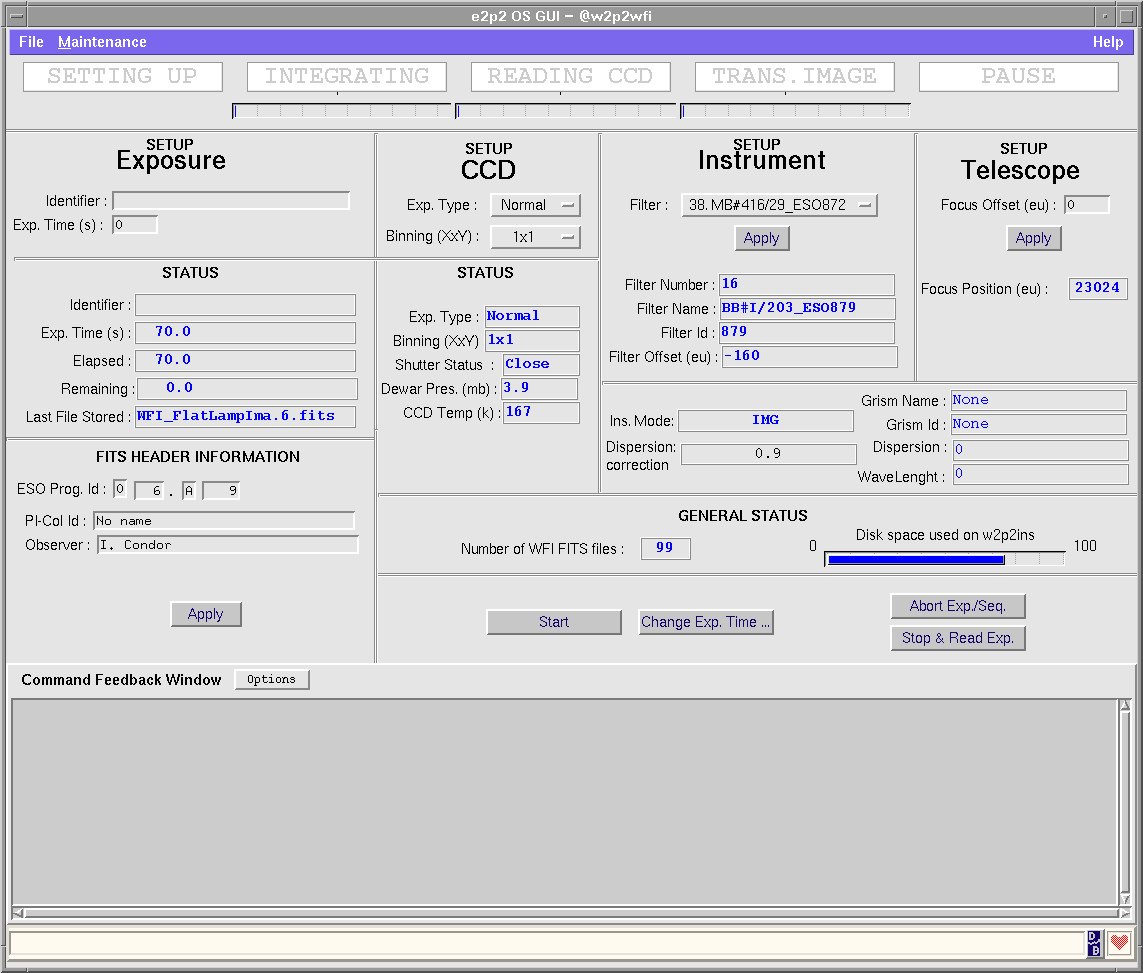 e2p2 OS GUI – @w2p2wfi
File Maintenance Help
SETTING UP INTEGRATING READING CCD TRANS.IMAGE PAUSE
SETUP
Exposure
Identifier :
Exp. Time (s) : 0
SETUP
CCD
Exp. Type : Normal
Binning (XxY) : 1x1
SETUP
Instrument
Filter : 38. MB#416/29_ESO872
Apply
SETUP
Telescope
Focus Offset (eu) : 0
Apply
STATUS
Identifier :
Exp. Time (s) : 70.0
Elapsed : 70.0
Remaining : 0.0
Last File Stored : WFI_FlatLampIma.6.fits
STATUS
Exp. Type : Normal
Binning (XxY) 1x1
Shutter Status : Close
Dewar Pres. (mb) : 3.9
CCD Temp (k) : 167
Filter Number : 16
Filter Name : BB#I/203_ESO879
Filter Id : 879
Filter Offset (eu) : -160
Focus Position (eu) : 23024
Ins. Mode: IMG
Dispersion: 0.9
correction
Grism Name : None
Grism Id : None
Dispersion : 0
WaveLenght : 0
FITS HEADER INFORMATION
ESO Prog. Id : 0 6 . A 9
PI-Col Id : No name
Observer : I. Condor
Apply
GENERAL STATUS
Number of WFI FITS files : 99
Disk space used on w2p2ins
0 100
Start Change Exp. Time ...
Abort Exp./Seq.
Stop & Read Exp.
Command Feedback Window Options
D
B